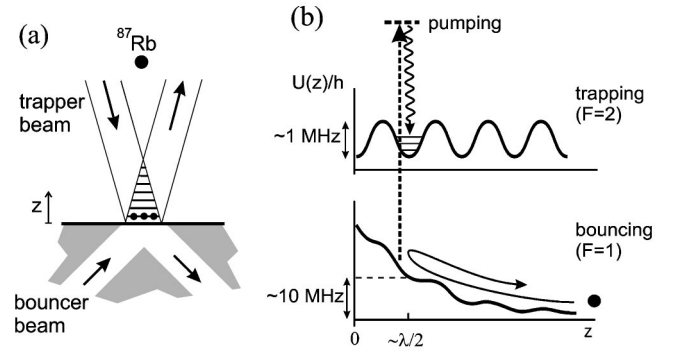 (a)
⁸⁷Rb
trapper
beam
z
bouncer
beam
(b)
pumping
U(z)/h
trapping
(F=2)
~1 MHz
bouncing
(F=1)
~10 MHz
0
~λ/2
z